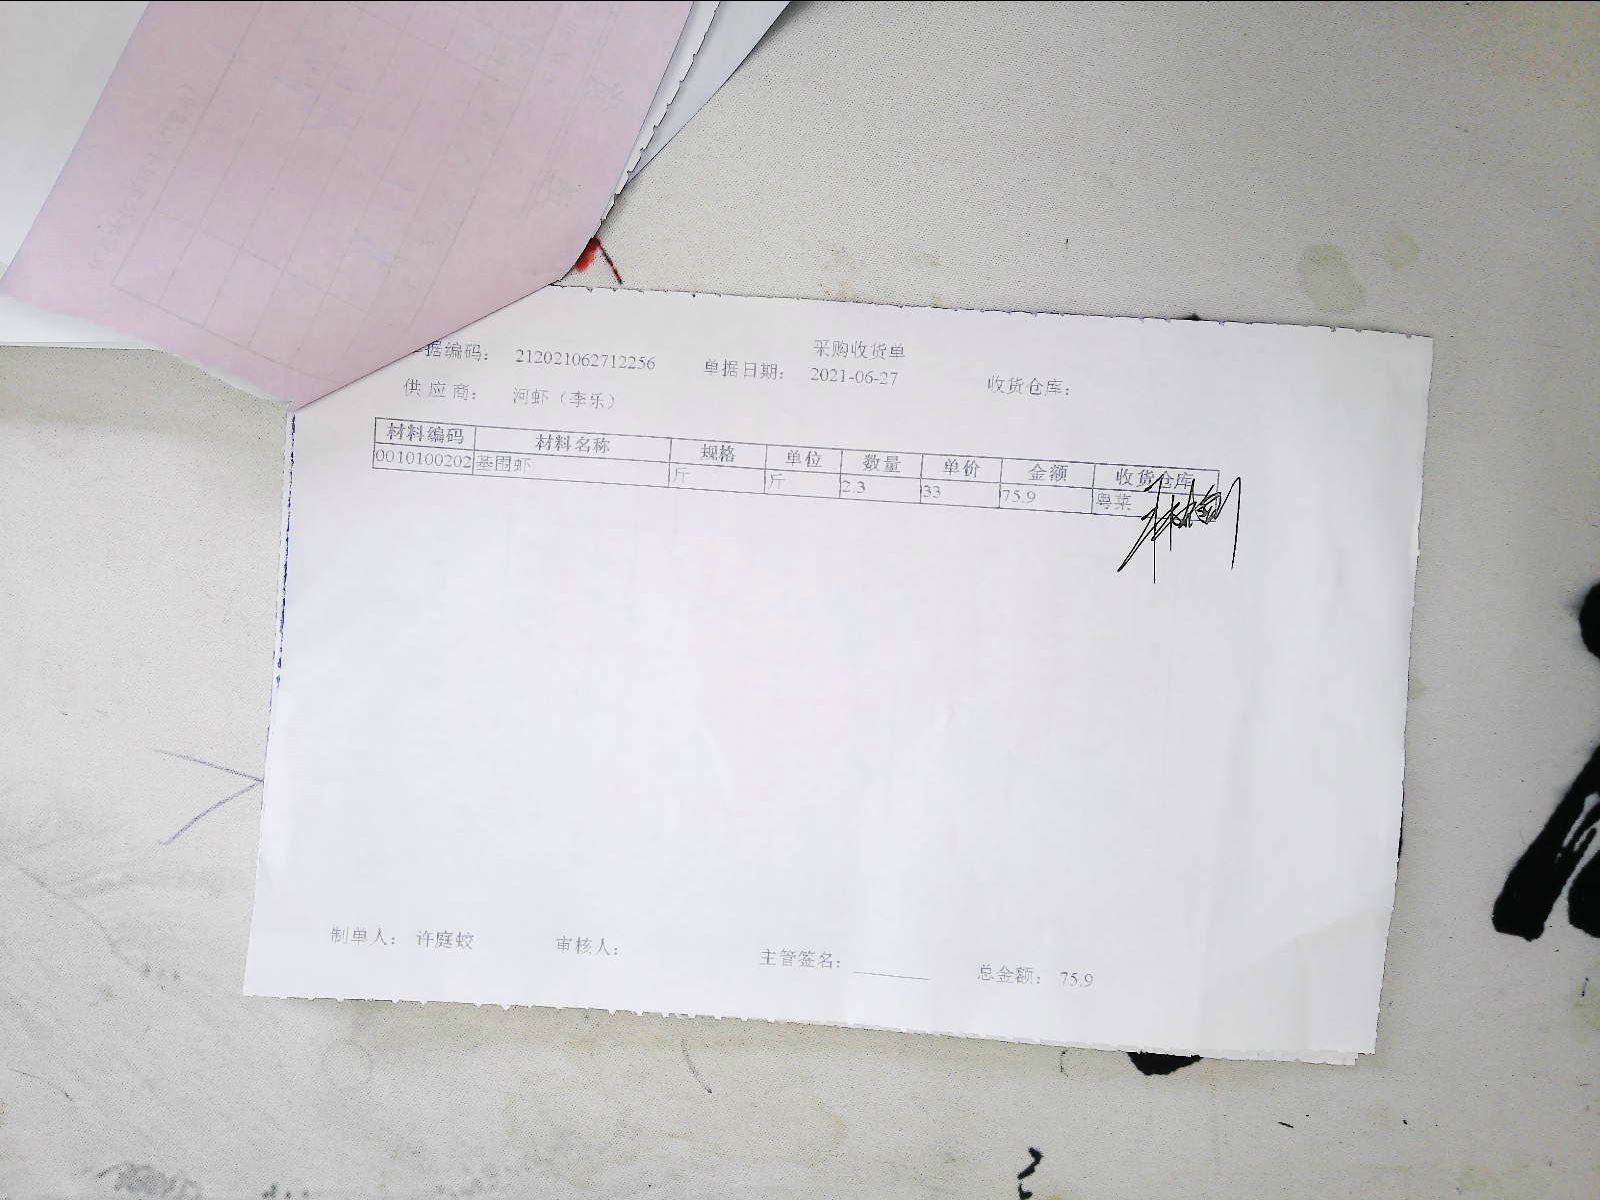 采购收货单
据编码： 212021062712256 单据日期： 2021-06-27 收货仓库：
供应商： 河虾（李乐）
材料编码 材料名称 规格 单位 数量 单价 金额 收货仓库
0010100202 基围虾 斤 斤 2.3 33 75.9 粤菜
制单人： 许庭蛟 审核人： 主管签名： 总金额： 75.9